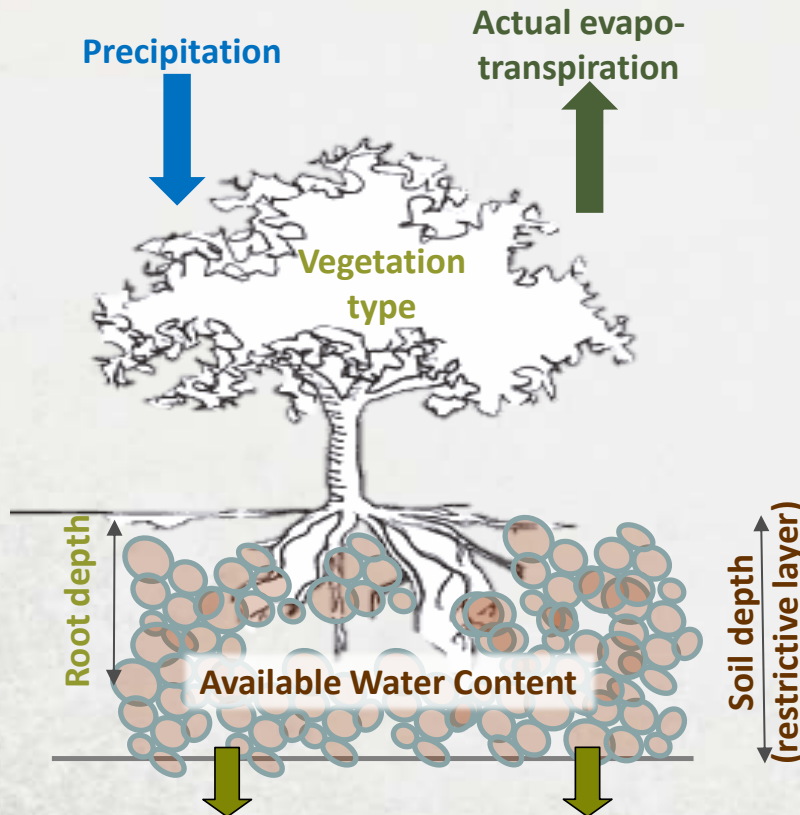 Precipitation
Actual evapo-
transpiration
Vegetation
type
Root depth
Available Water Content
Soil depth
(restrictive layer)